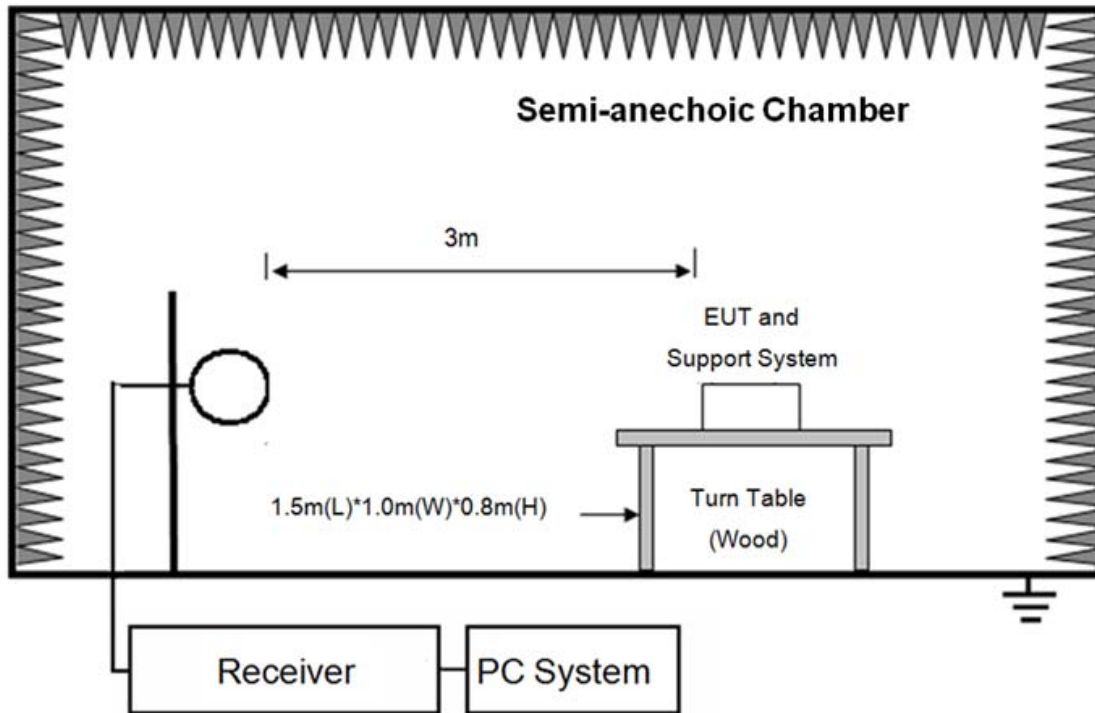 Semi-anechoic Chamber
3m
EUT and
Support System
1.5m(L)*1.0m(W)*0.8m(H)
Turn Table
(Wood)
Receiver
PC System